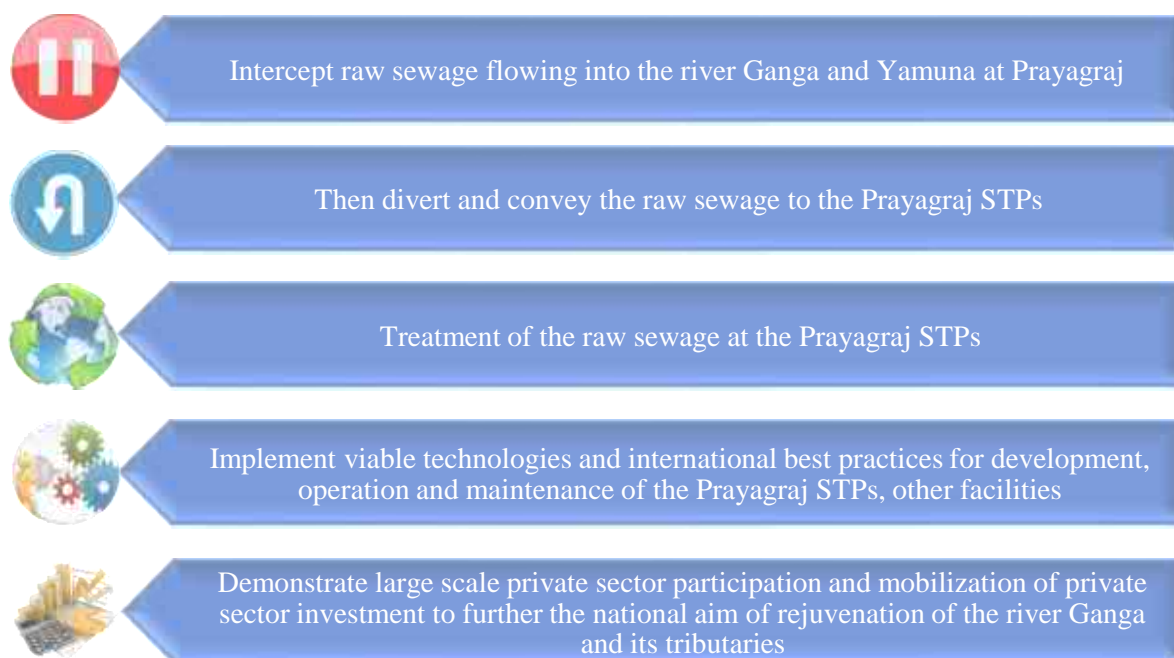 Intercept raw sewage flowing into the river Ganga and Yamuna at Prayagraj
Then divert and convey the raw sewage to the Prayagraj STPs
Treatment of the raw sewage at the Prayagraj STPs
Implement viable technologies and international best practices for development,
operation and maintenance of the Prayagraj STPs, other facilities
Demonstrate large scale private sector participation and mobilization of private
sector investment to further the national aim of rejuvenation of the river Ganga
and its tributaries